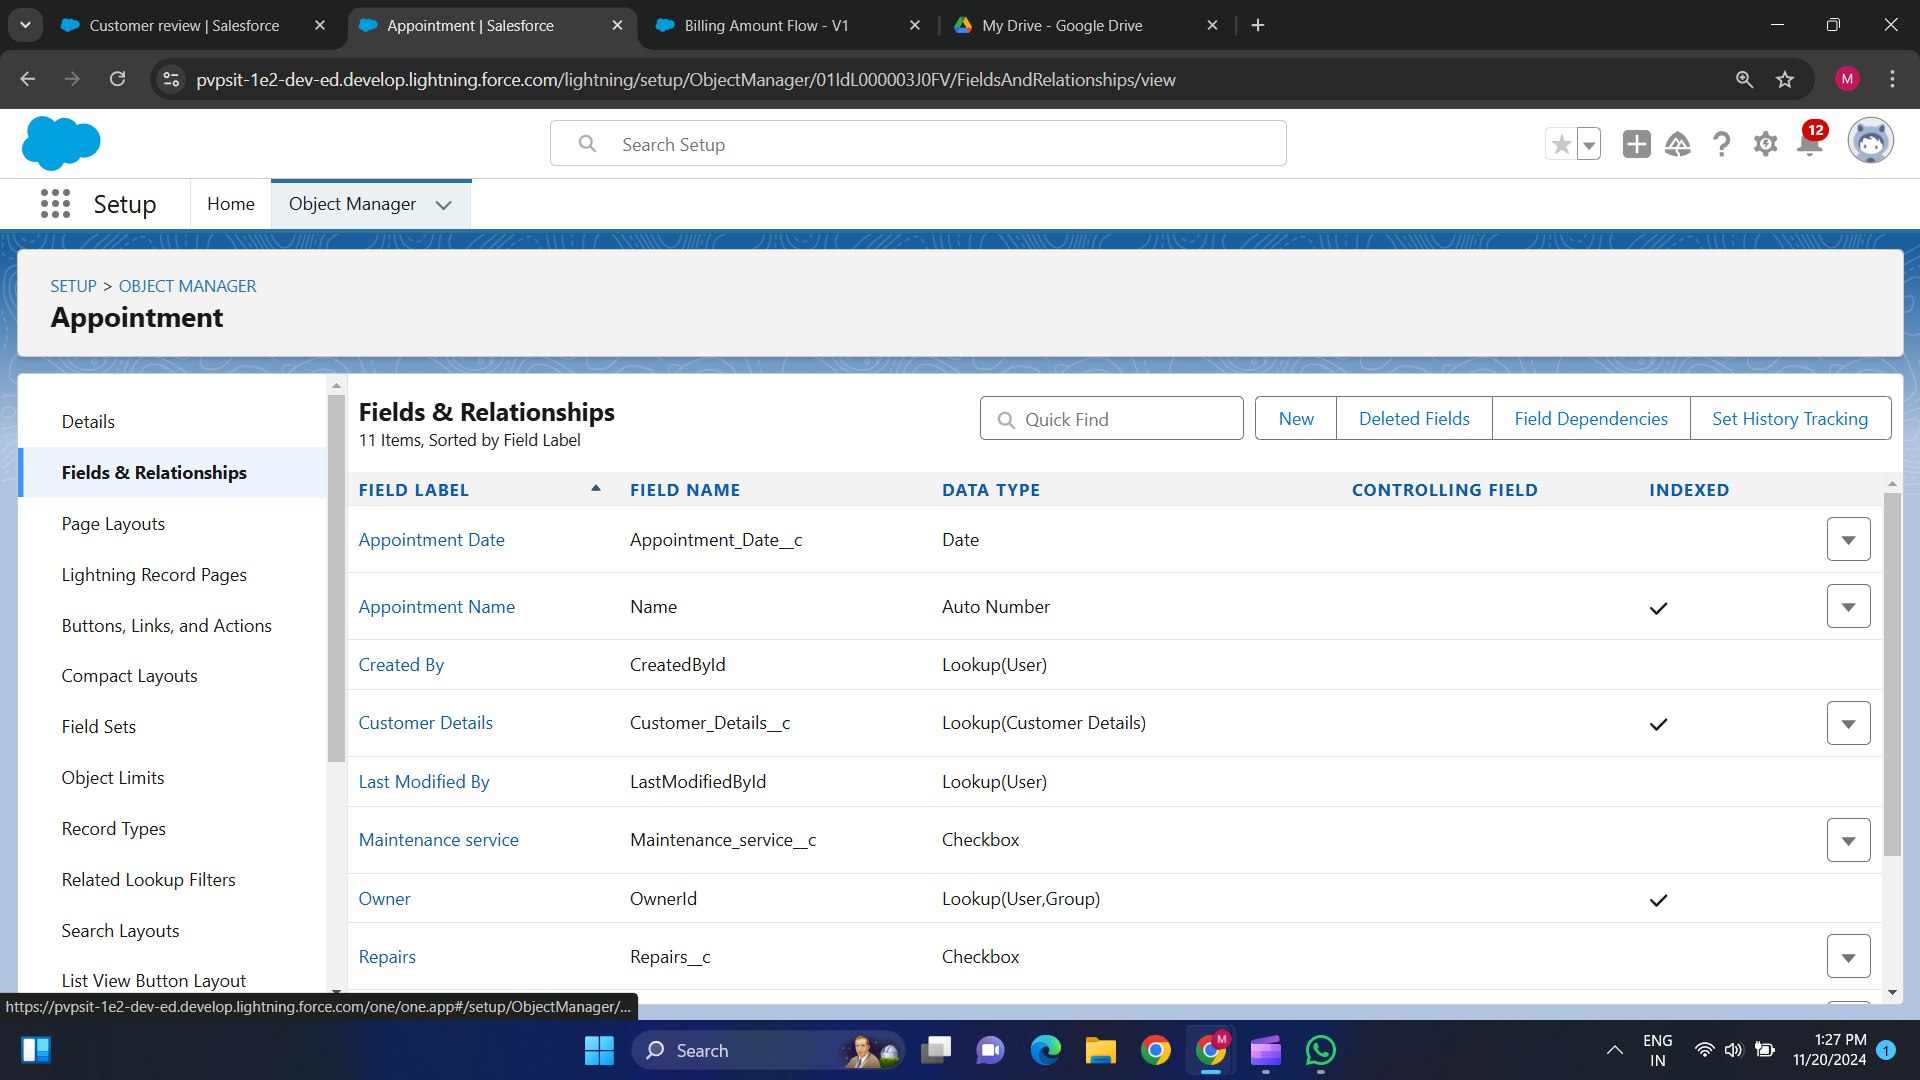 Customer review | Salesforce
Appointment | Salesforce
Billing Amount Flow - V1
My Drive - Google Drive
pvpsit-1e2-dev-ed.develop.lightning.force.com/lightning/setup/ObjectManager/01IdL000003J0FV/FieldsAndRelationships/view
M
Search Setup
12
Setup
Home
Object Manager
SETUP > OBJECT MANAGER
Appointment
Details
Fields & Relationships
Page Layouts
Lightning Record Pages
Buttons, Links, and Actions
Compact Layouts
Field Sets
Object Limits
Record Types
Related Lookup Filters
Search Layouts
List View Button Layout
Fields & Relationships
11 Items, Sorted by Field Label
Quick Find
New
Deleted Fields
Field Dependencies
Set History Tracking
FIELD LABEL FIELD NAME DATA TYPE CONTROLLING FIELD INDEXED
Appointment Date Appointment_Date__c Date
Appointment Name Name Auto Number
Created By CreatedById Lookup(User)
Customer Details Customer_Details__c Lookup(Customer Details)
Last Modified By LastModifiedById Lookup(User)
Maintenance service Maintenance_service__c Checkbox
Owner OwnerId Lookup(User,Group)
Repairs Repairs__c Checkbox
https://pvpsit-1e2-dev-ed.develop.lightning.force.com/one/one.app#/setup/ObjectManager/...
Search
M
ENG
IN
1:27 PM
11/20/2024
1